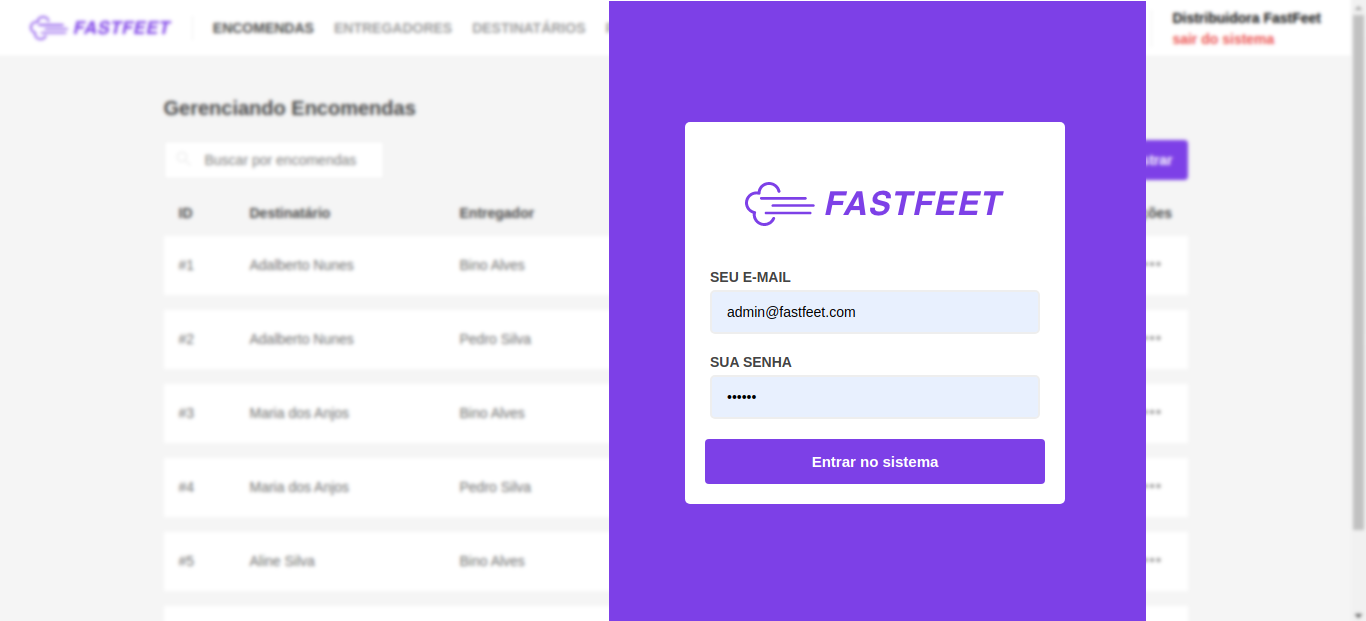 FASTFEET
ENCOMENDAS ENTREGADORES DESTINATÁRIOS
Distribuidora FastFeet
sair do sistema
Gerenciando Encomendas
Buscar por encomendas
ID Destinatário Entregador
#1 Adalberto Nunes Bino Alves
#2 Adalberto Nunes Pedro Silva
#3 Maria dos Anjos Bino Alves
#4 Maria dos Anjos Pedro Silva
#5 Aline Silva Bino Alves
FASTFEET
SEU E-MAIL
admin@fastfeet.com
SUA SENHA
••••••
Entrar no sistema